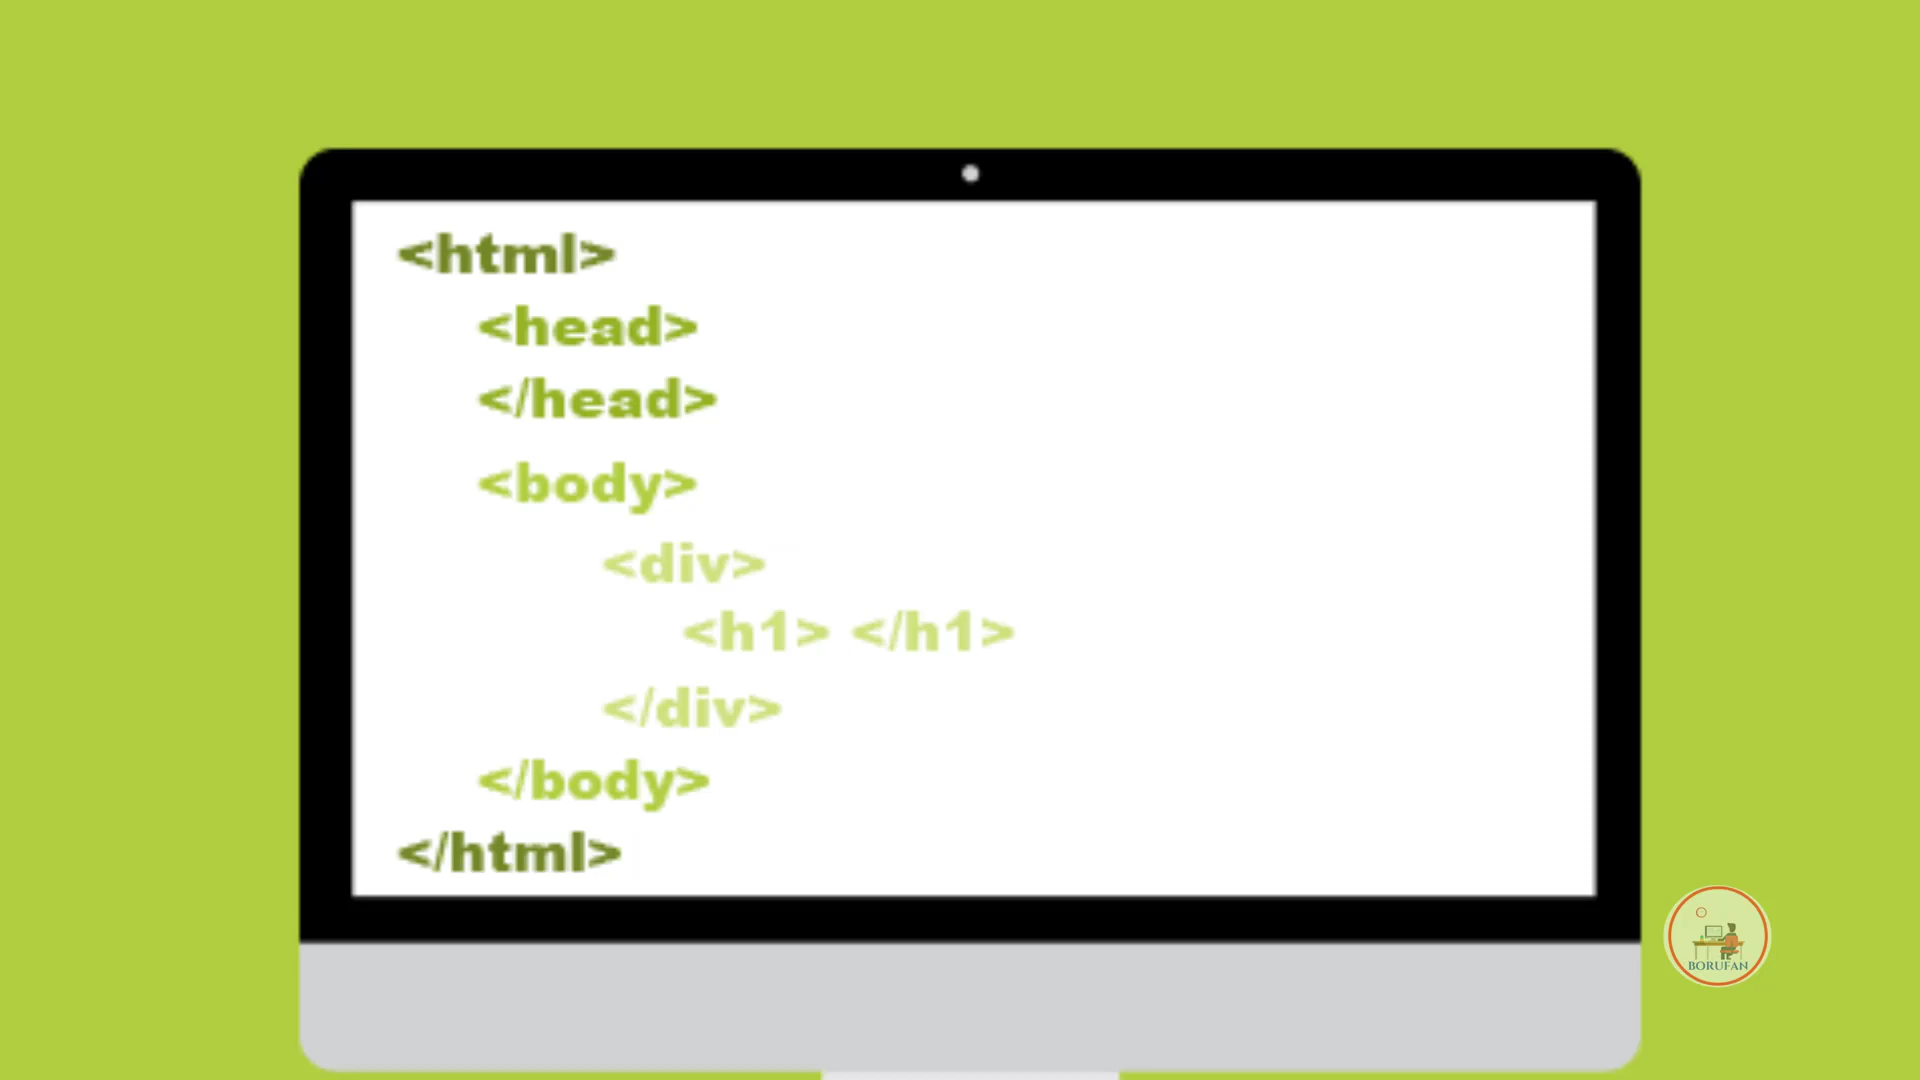 <html>
<head>
</head>
<body>
<div>
<h1> </h1>
</div>
</body>
</html>
BORUFAN